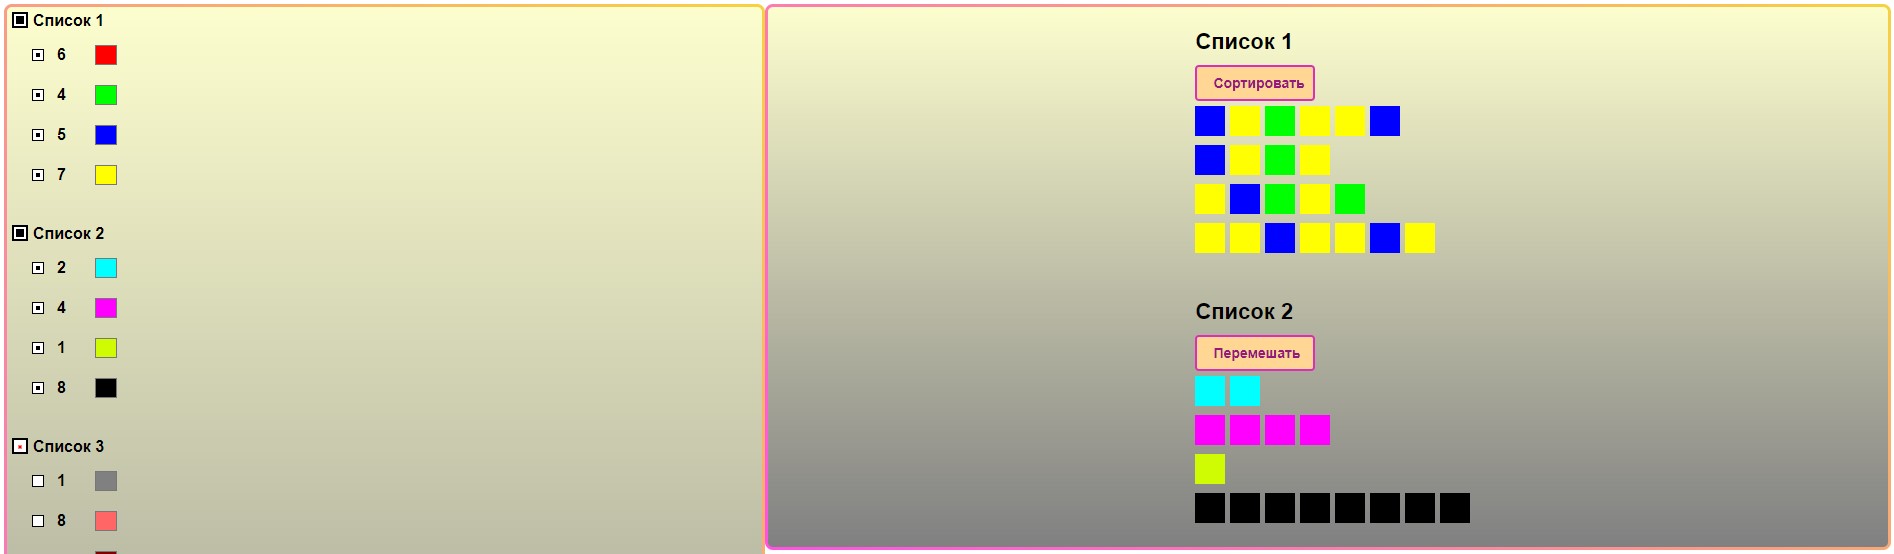 Список 1
6
4
5
7
Список 2
2
4
1
8
Список 3
1
8
Список 1
Сортировать
Список 2
Перемешать